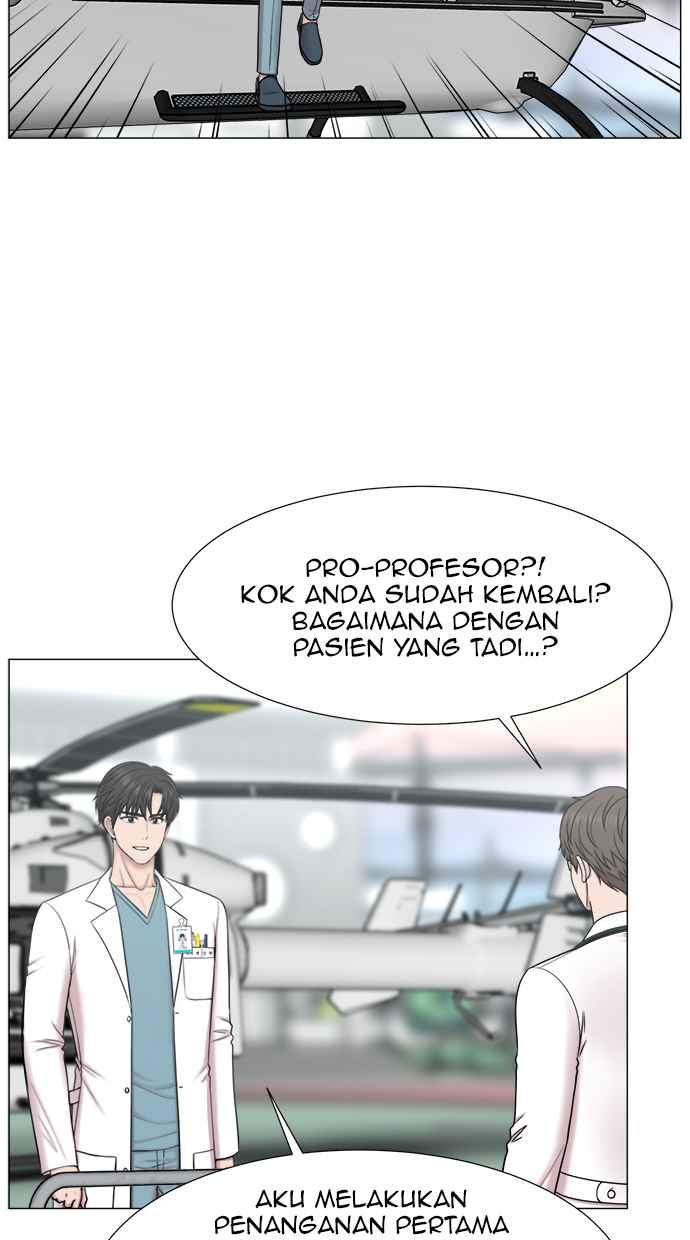 PRO-PROFESOR?!
KOK ANDA SUDAH KEMBALI?
BAGAIMANA DENGAN
PASIEN YANG TADI...?
AKU MELAKUKAN
PENANGANAN PERTAMA